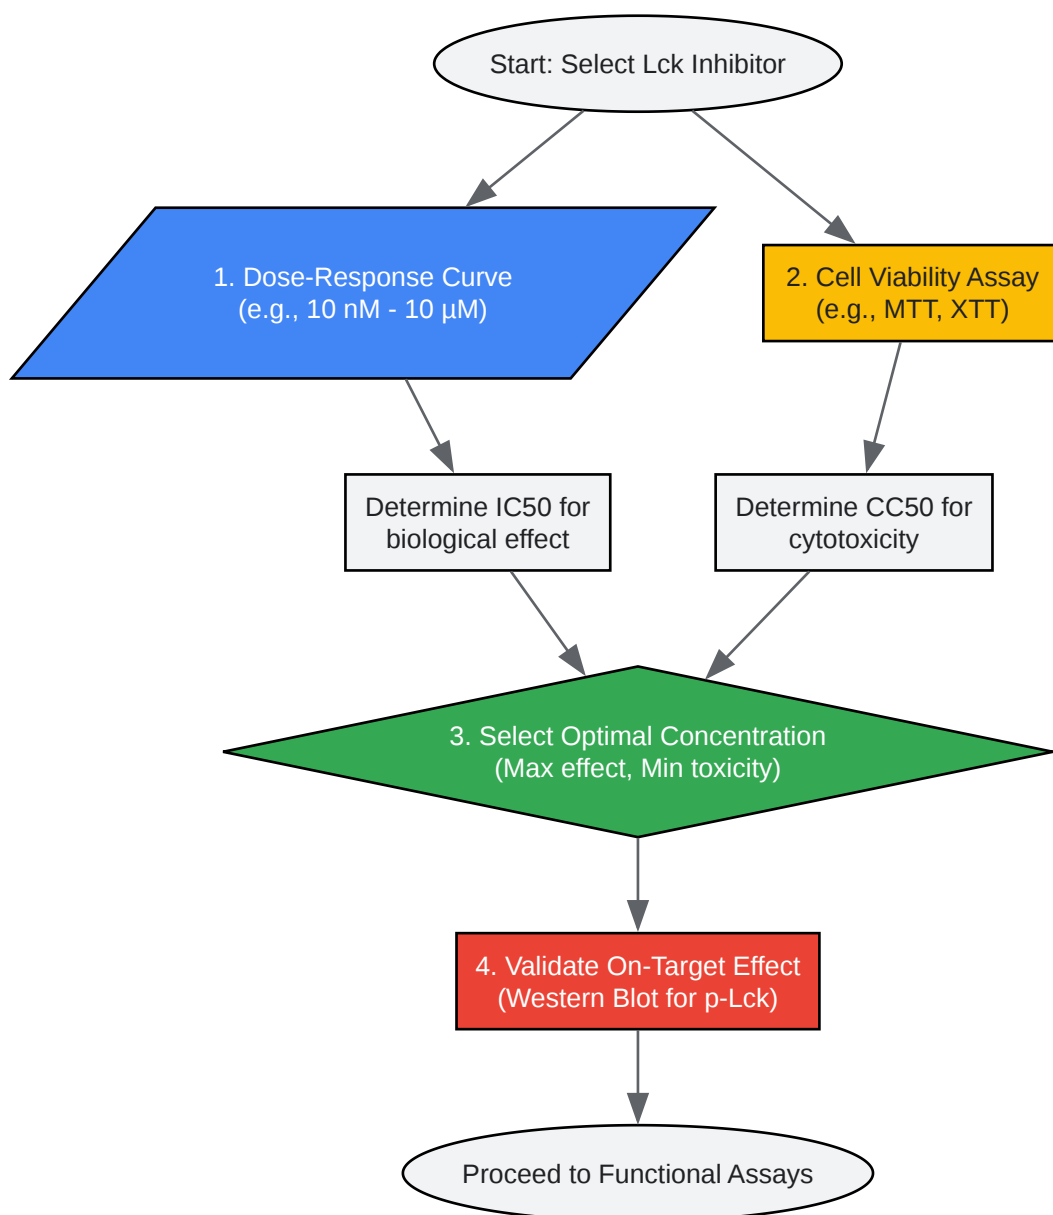 Start: Select Lck Inhibitor
1. Dose-Response Curve
(e.g., 10 nM - 10 µM)
2. Cell Viability Assay
(e.g., MTT, XTT)
Determine IC50 for
biological effect
Determine CC50 for
cytotoxicity
3. Select Optimal Concentration
(Max effect, Min toxicity)
4. Validate On-Target Effect
(Western Blot for p-Lck)
Proceed to Functional Assays